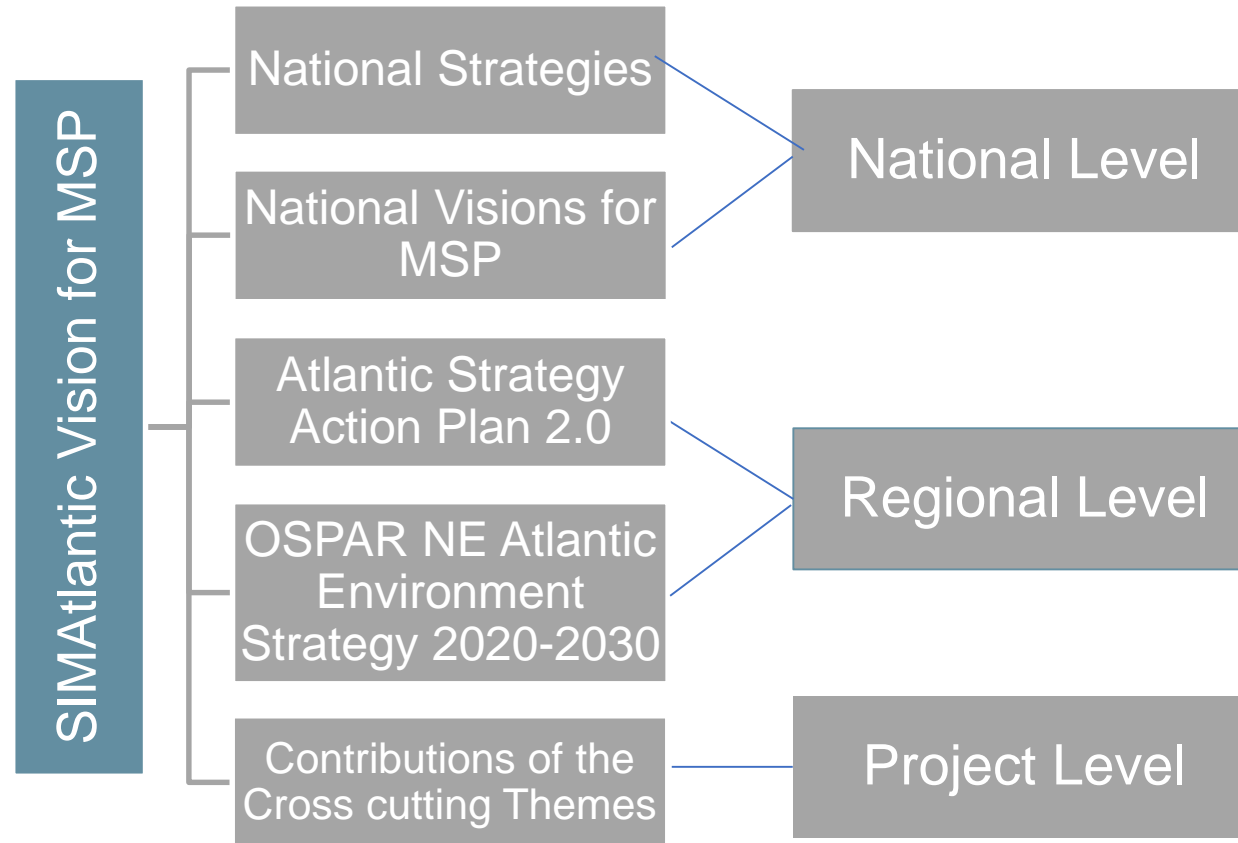 SIMAtlantic Vision for MSP
National Strategies
National Visions for
MSP
Atlantic Strategy
Action Plan 2.0
OSPAR NE Atlantic
Environment
Strategy 2020-2030
Contributions of the
Cross cutting Themes
National Level
Regional Level
Project Level